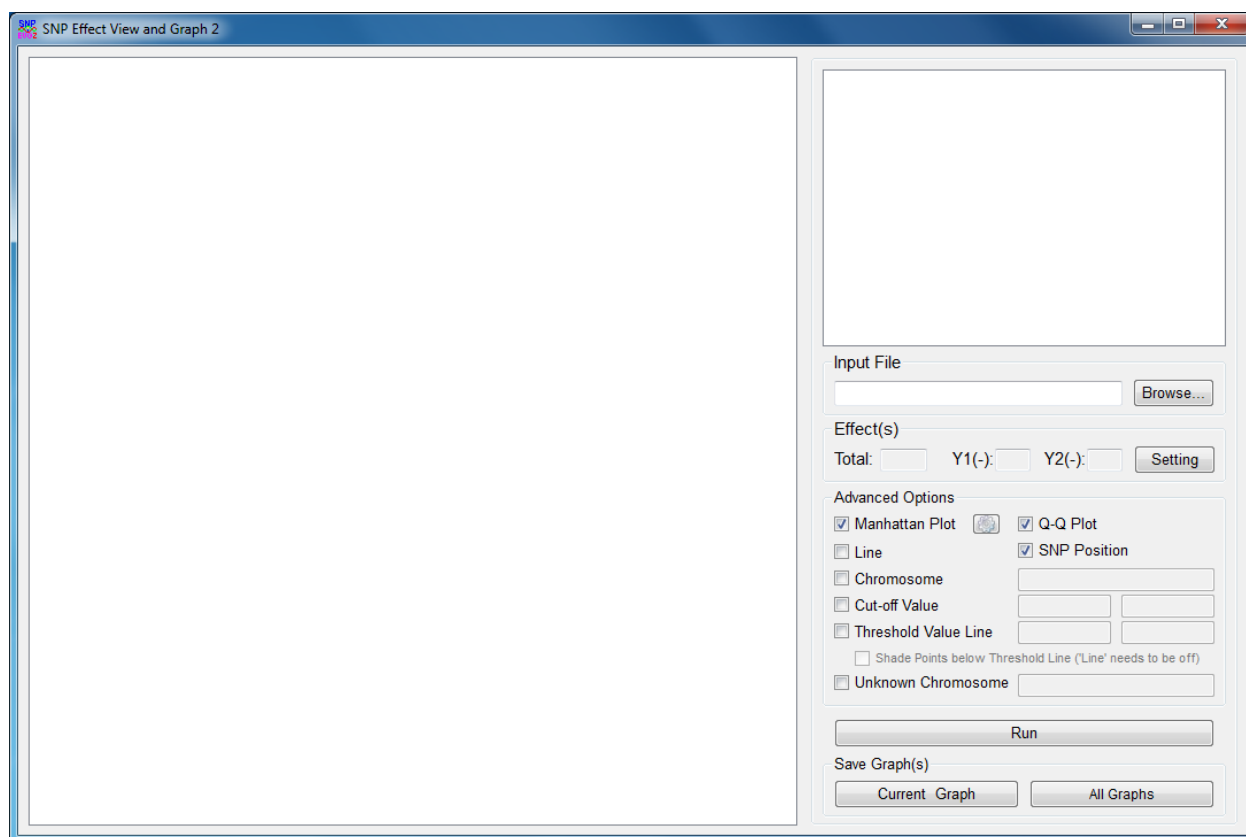 SNP
EVG2
SNP Effect View and Graph 2
Input File
Browse...
Effect(s)
Total: Y1(-): Y2(-): Setting
Advanced Options
Manhattan Plot Q-Q Plot
Line SNP Position
Chromosome
Cut-off Value
Threshold Value Line
Shade Points below Threshold Line ('Line' needs to be off)
Unknown Chromosome
Run
Save Graph(s)
Current Graph All Graphs